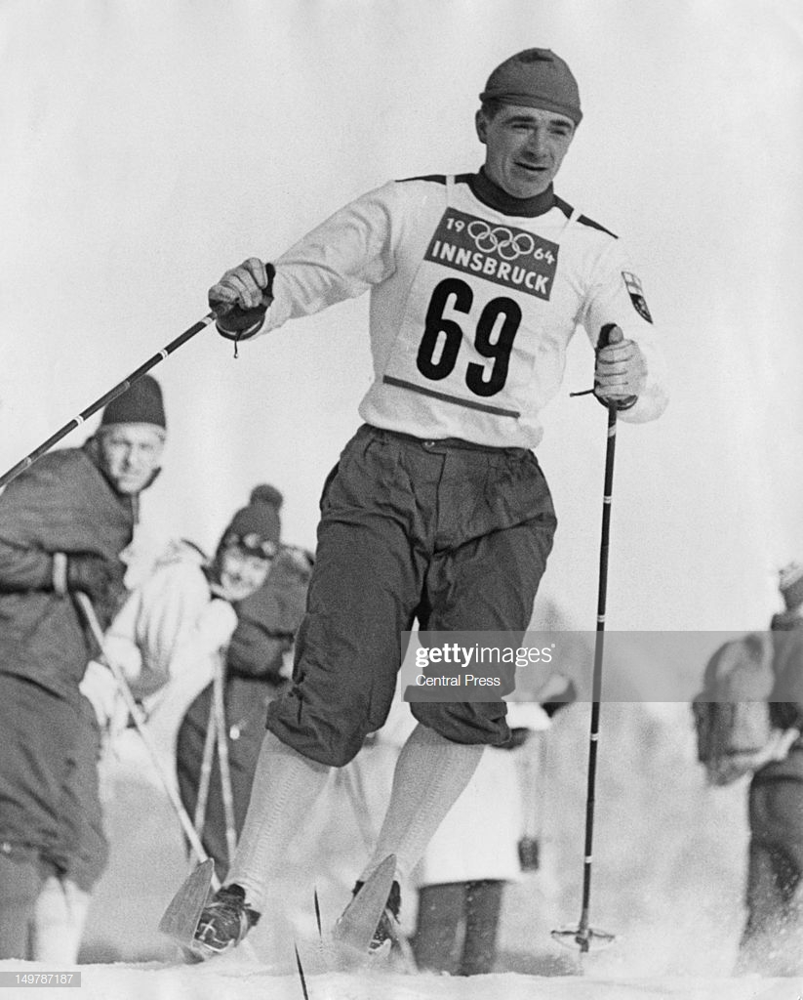 19 64
INNSBRUCK
69
gettyimages®
Central Press
149787187